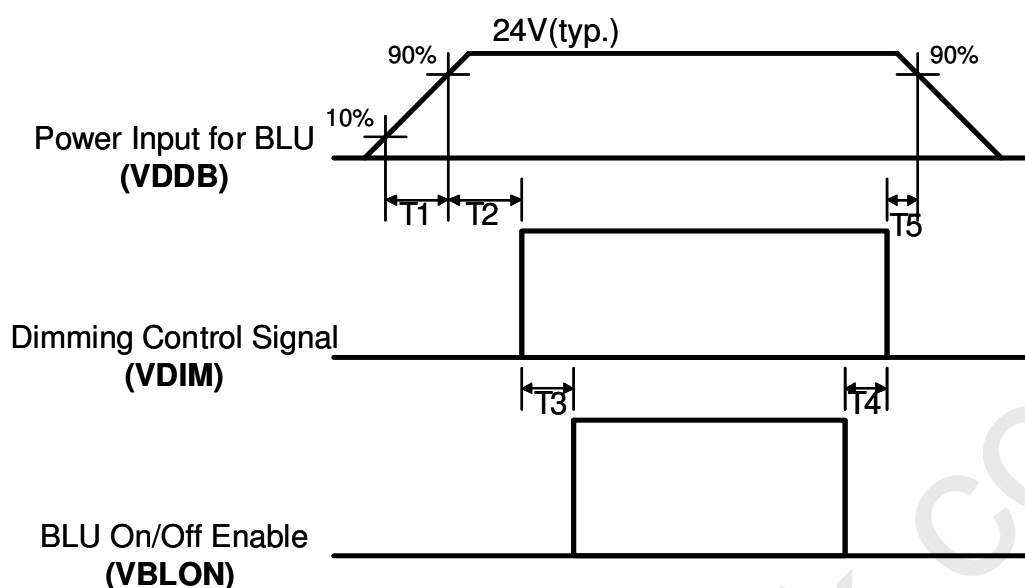 24V(typ.)
90%
90%
10%
Power Input for BLU
(VDDB)
T1
T2
T5
Dimming Control Signal
(VDIM)
T3
T4
BLU On/Off Enable
(VBLON)